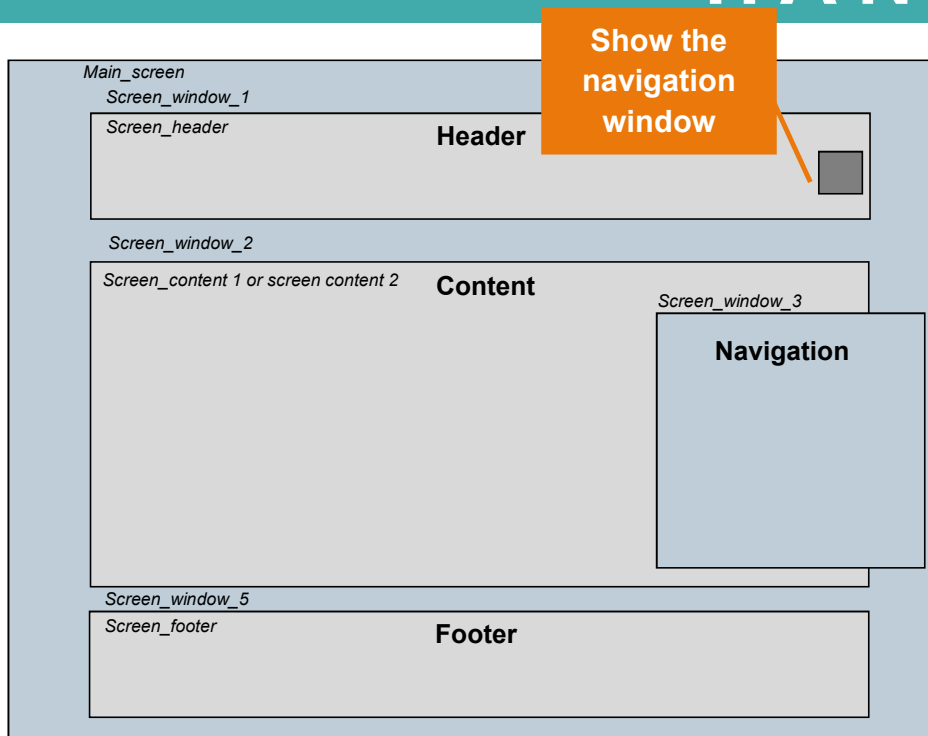 Show the
navigation
window
Main_screen
Screen_window_1
Screen_header
Header
Screen_window_2
Screen_content 1 or screen content 2
Content
Screen_window_3
Navigation
Screen_window_5
Screen_footer
Footer